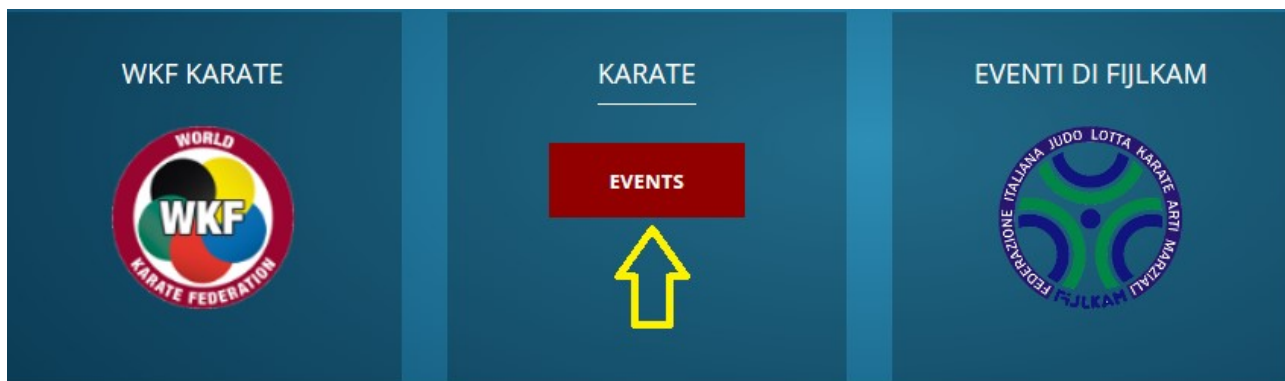 WKF KARATE
WORLD
WKF
KARATE FEDERATION
KARATE
EVENTS
EVENTI DI FIJLKAM
FEDERAZIONE ITALIANA JUDO LOTTA KARATE ARTI MARZIALI
FIJLKAM